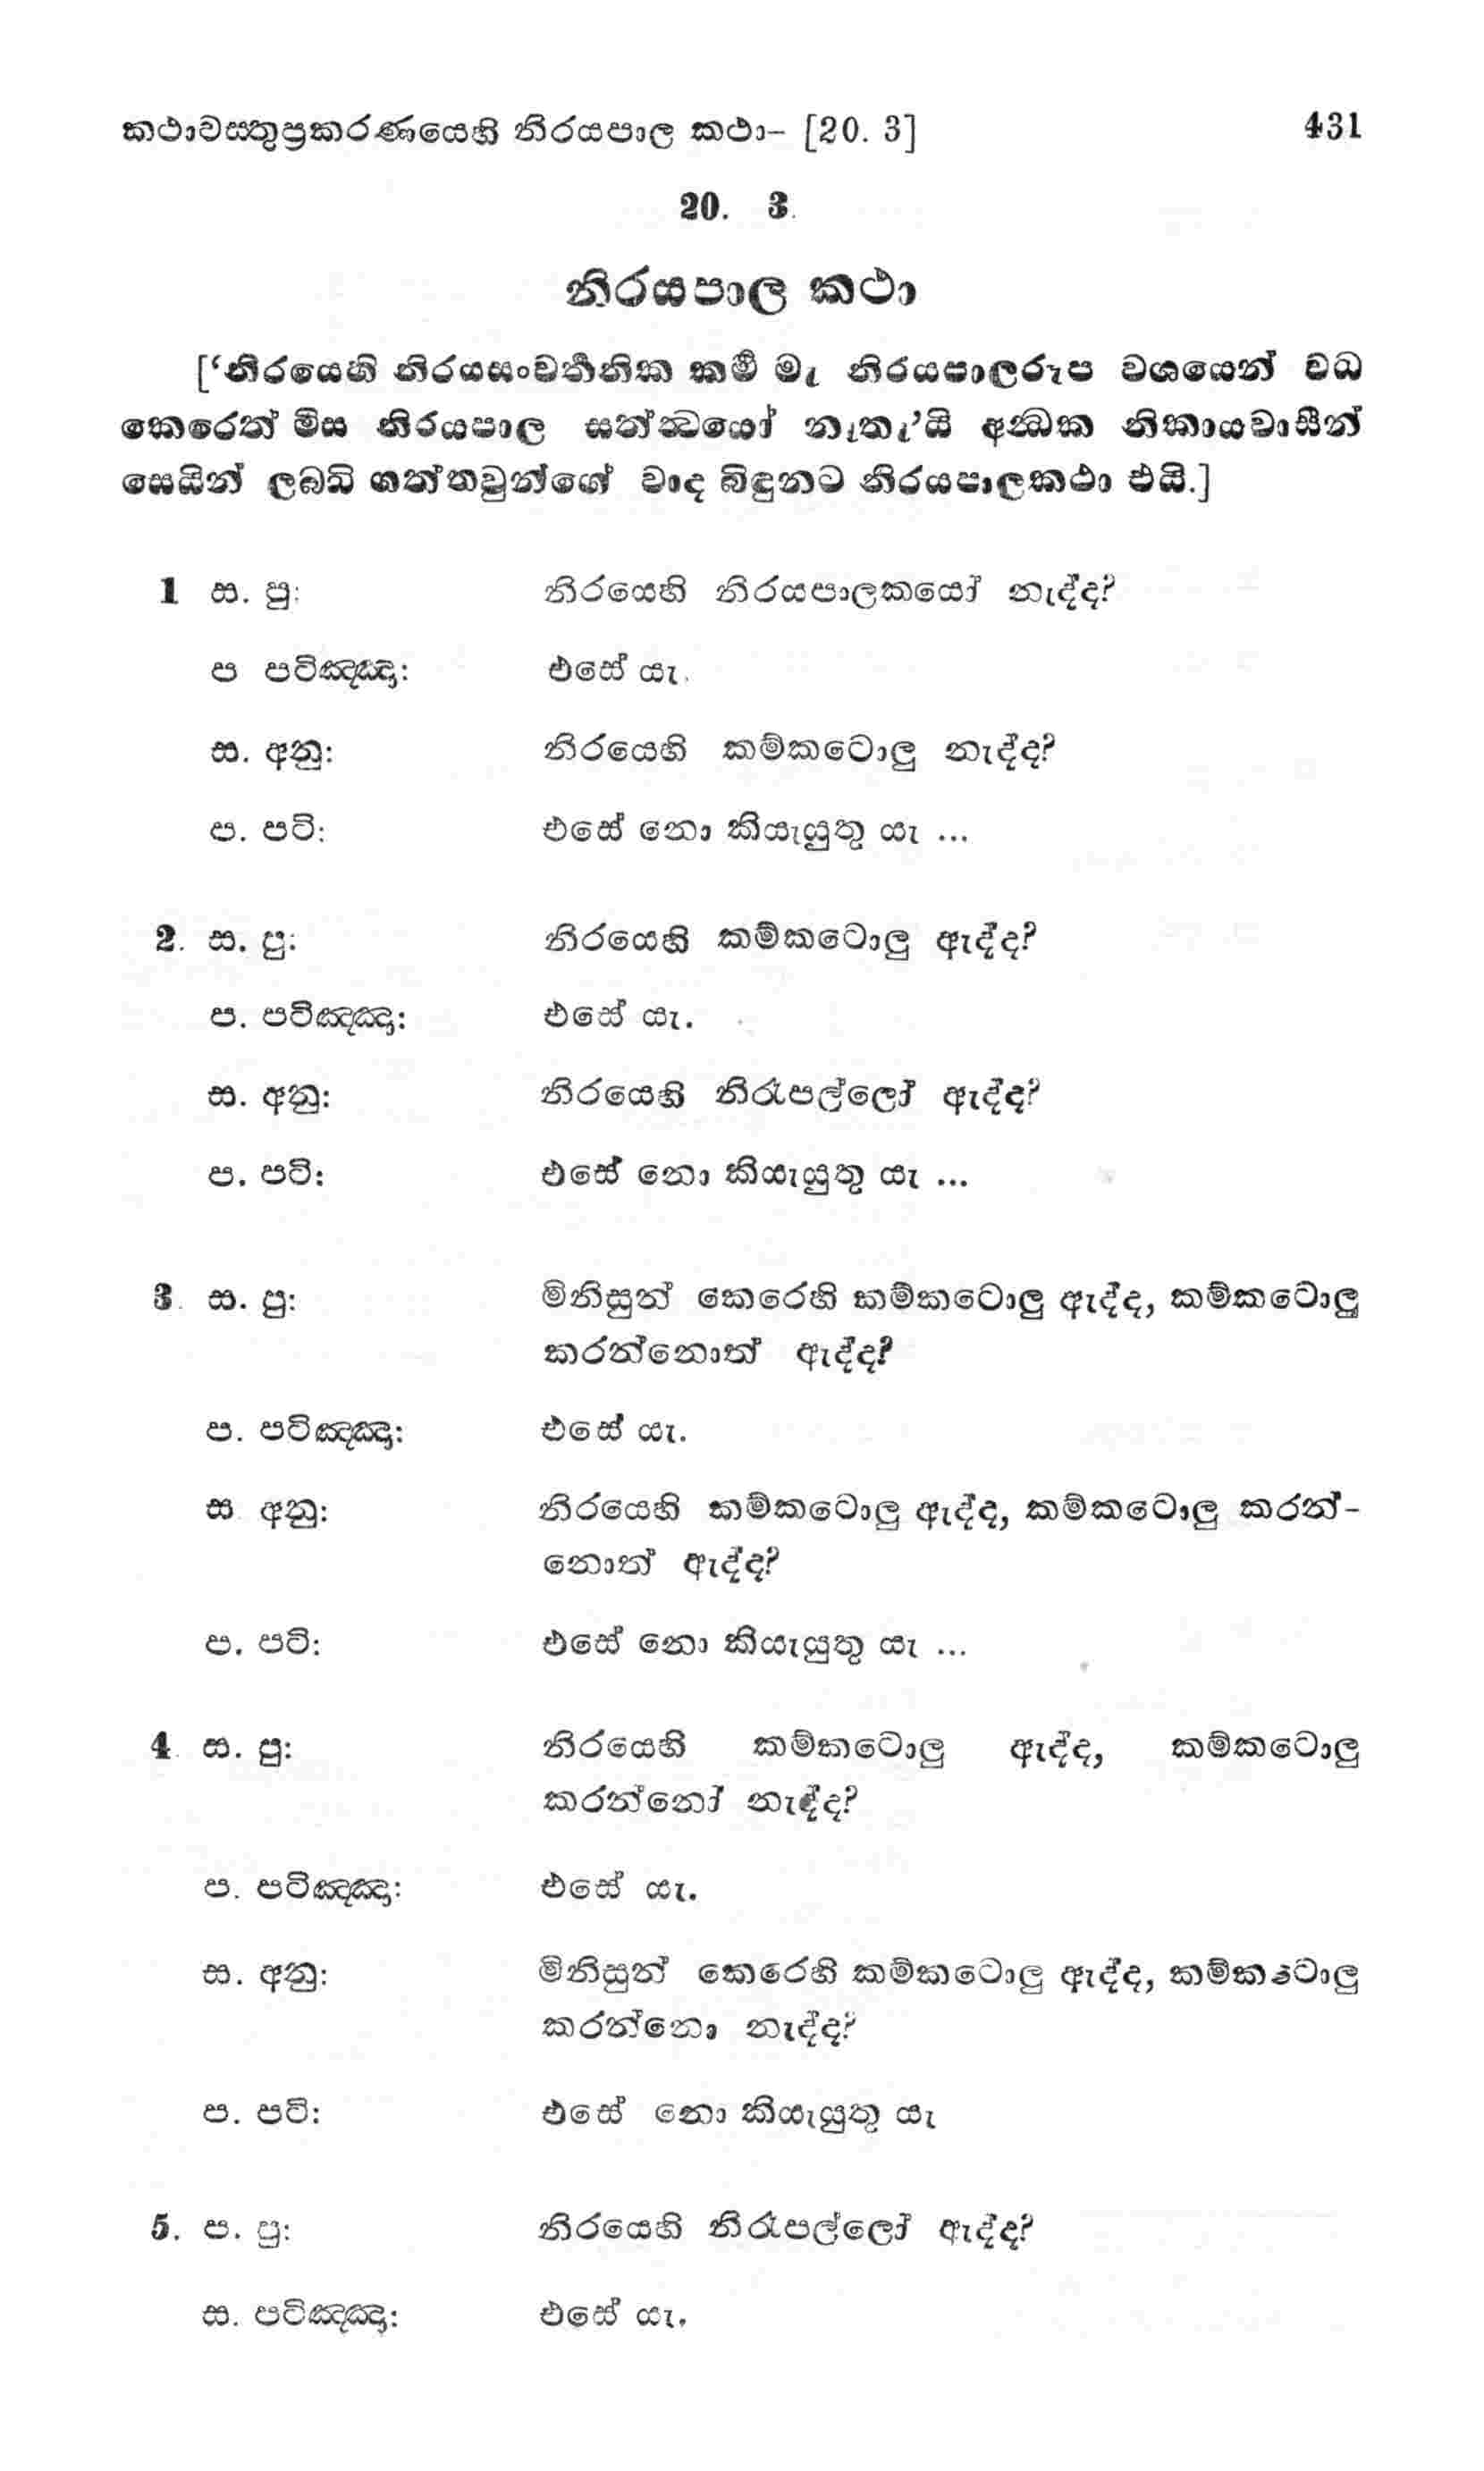 කථාවස්තුප්‍රකරණයෙහි නිරයපාල කථා– [20. 3] 431
20. 3.
නිරයපාල කථා
[‘නිරයෙහි නිරයසංවර්තනික කර්ම මැ නිරයපාලරූප වශයෙන් වධ
කෙරෙත් මිස නිරයපාල සත්ත්‍වයෝ නැතැ’යි අන්‍ධක නිකායවාසීන්
සෙයින් ලබ්ධි ගත්තවුන්ගේ වාද බිඳුනට නිරයපාලකථා එයි.]
1 ස. පු: නිරයෙහි නිරයපාලකයෝ නැද්ද?
ප පටිඤ්ඤා: එසේ යැ.
ස. අනු: නිරයෙහි කම්කටොලු නැද්ද?
ප. පටි: එසේ නො කියැයුතු යැ ...
2. ස. පු: නිරයෙහි කම්කටොලු ඇද්ද?
ප. පටිඤ්ඤා: එසේ යැ.
ස. අනු: නිරයෙහි නිරැපල්ලෝ ඇද්ද?
ප. පටි: එසේ නො කියැයුතු යැ ...
3. ස. පු: මිනිසුන් කෙරෙහි කම්කටොලු ඇද්ද, කම්කටොලු
කරන්නොත් ඇද්ද?
ප. පටිඤ්ඤා: එසේ යැ.
ස අනු: නිරයෙහි කම්කටොලු ඇද්ද, කම්කටොලු කරන්-
නොත් ඇද්ද?
ප. පටි: එසේ නො කියැයුතු යැ ...
4. ස. පු: නිරයෙහි කම්කටොලු ඇද්ද, කම්කටොලු
කරන්නෝ නැද්ද?
ප. පටිඤ්ඤා: එසේ යැ.
ස. අනු: මිනිසුන් කෙරෙහි කම්කටොලු ඇද්ද, කම්කටොලු
කරන්නො නැද්ද?
ප. පටි: එසේ නො කියැයුතු යැ
5. ප. පු: නිරයෙහි නිරැපල්ලෝ ඇද්ද?
ස. පටිඤ්ඤා: එසේ යැ.